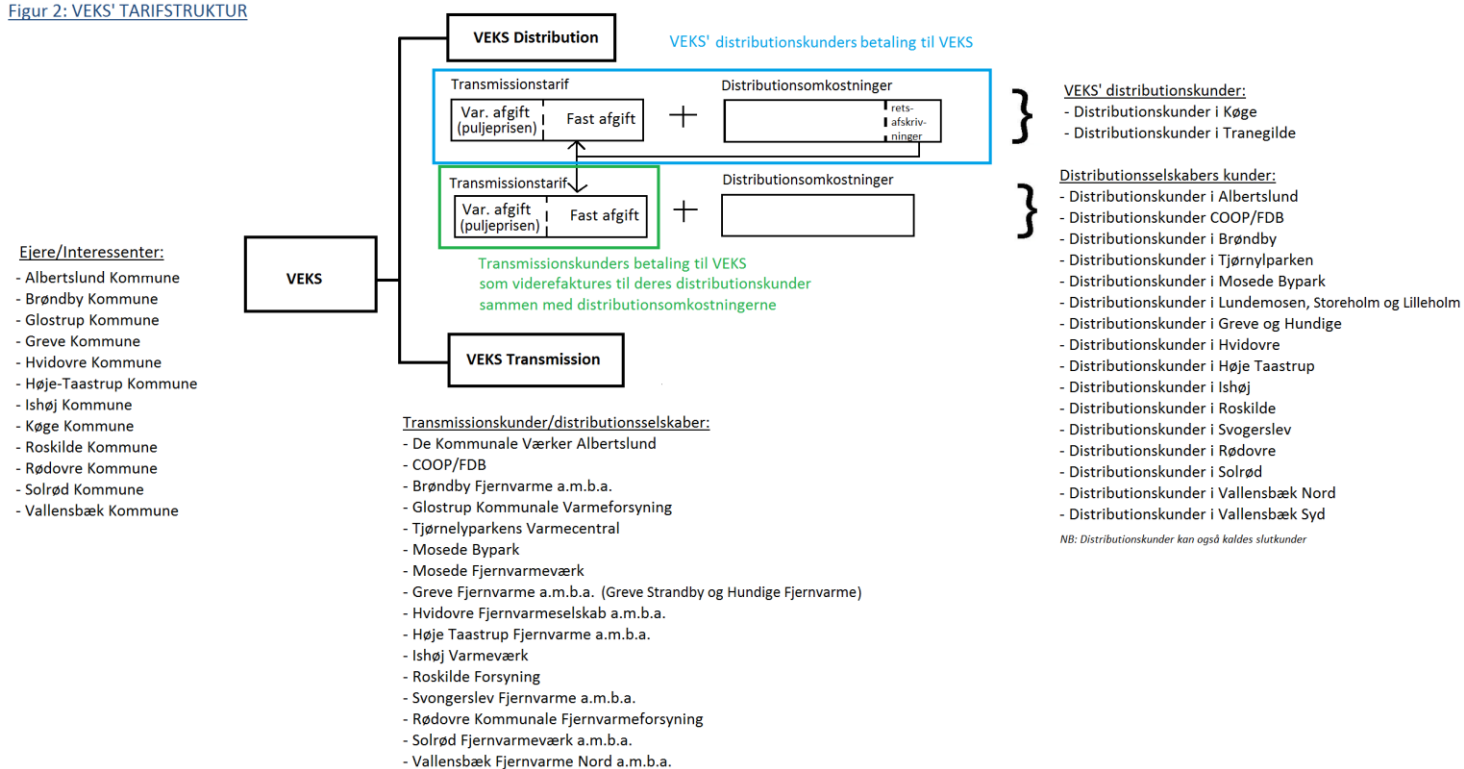 Figur 2: VEKS' TARIFSTRUKTUR
VEKS Distribution
VEKS' distributionskunders betaling til VEKS
Transmissionstarif
Var. afgift
(puljeprisen)
Fast afgift
+
Distributionsomkostninger
rets-
afskriv-
ninger
}
VEKS' distributionskunder:
- Distributionskunder i Køge
- Distributionskunder i Tranegilde
Transmissionstarif
Var. afgift
(puljeprisen)
Fast afgift
+
Distributionsomkostninger
}
Transmissionskunders betaling til VEKS
som viderefaktures til deres distributionskunder
sammen med distributionsomkostningerne
Distributionsselskabers kunder:
- Distributionskunder i Albertslund
- Distributionskunder COOP/FDB
- Distributionskunder i Brøndby
- Distributionskunder i Tjørnylparken
- Distributionskunder i Mosede Bypark
- Distributionskunder i Lundemosen, Storeholm og Lilleholm
- Distributionskunder i Greve og Hundige
- Distributionskunder i Hvidovre
- Distributionskunder i Høje Taastrup
- Distributionskunder i Ishøj
- Distributionskunder i Roskilde
- Distributionskunder i Svogerslev
- Distributionskunder i Rødovre
- Distributionskunder i Solrød
- Distributionskunder i Vallensbæk Nord
- Distributionskunder i Vallensbæk Syd
NB: Distributionskunder kan også kaldes slutkunder
Ejere/Interessenter:
- Albertslund Kommune
- Brøndby Kommune
- Glostrup Kommune
- Greve Kommune
- Hvidovre Kommune
- Høje-Taastrup Kommune
- Ishøj Kommune
- Køge Kommune
- Roskilde Kommune
- Rødovre Kommune
- Solrød Kommune
- Vallensbæk Kommune
VEKS
VEKS Transmission
Transmissionskunder/distributionsselskaber:
- De Kommunale Værker Albertslund
- COOP/FDB
- Brøndby Fjernvarme a.m.b.a.
- Glostrup Kommunale Varmeforsyning
- Tjørnelyparkens Varmecentral
- Mosede Bypark
- Mosede Fjernvarmeværk
- Greve Fjernvarme a.m.b.a. (Greve Strandby og Hundige Fjernvarme)
- Hvidovre Fjernvarmeselskab a.m.b.a.
- Høje Taastrup Fjernvarme a.m.b.a.
- Ishøj Varmeværk
- Roskilde Forsyning
- Svongerslev Fjernvarme a.m.b.a.
- Rødovre Kommunale Fjernvarmeforsyning
- Solrød Fjernvarmeværk a.m.b.a.
- Vallensbæk Fjernvarme Nord a.m.b.a.